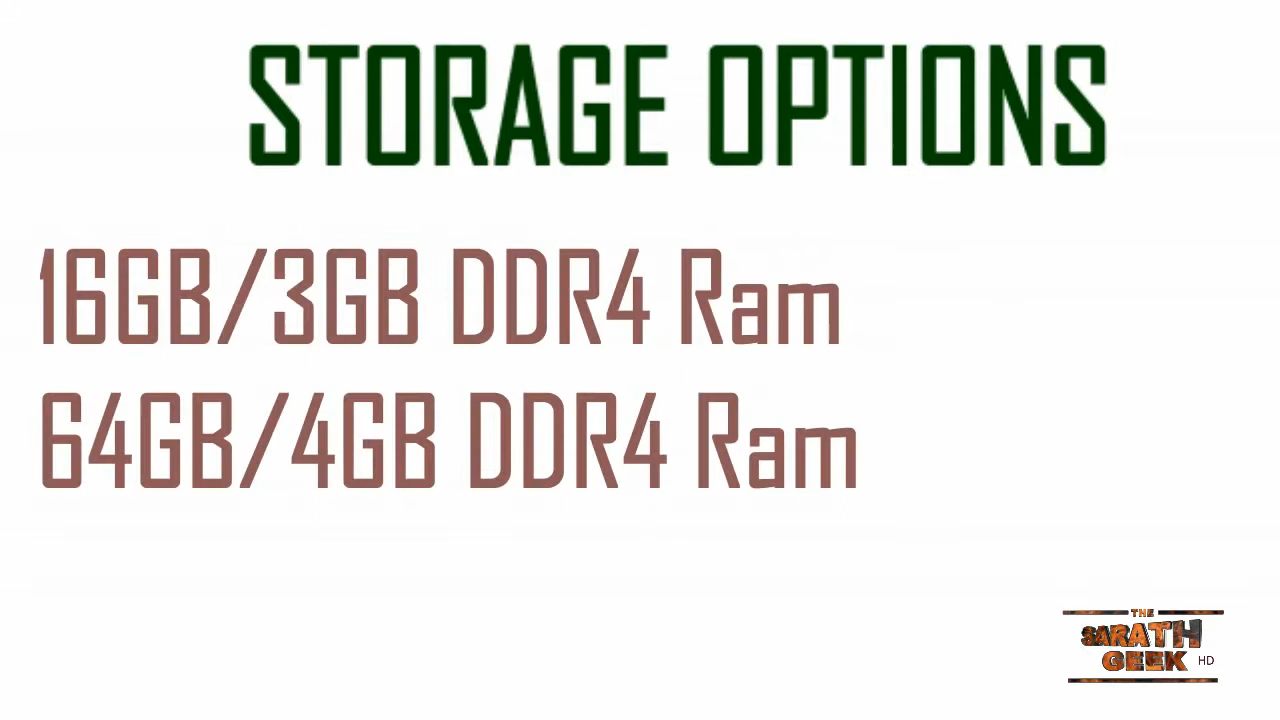 STORAGE OPTIONS
16GB/3GB DDR4 Ram
64GB/4GB DDR4 Ram
THE
SARATH
GEEK HD